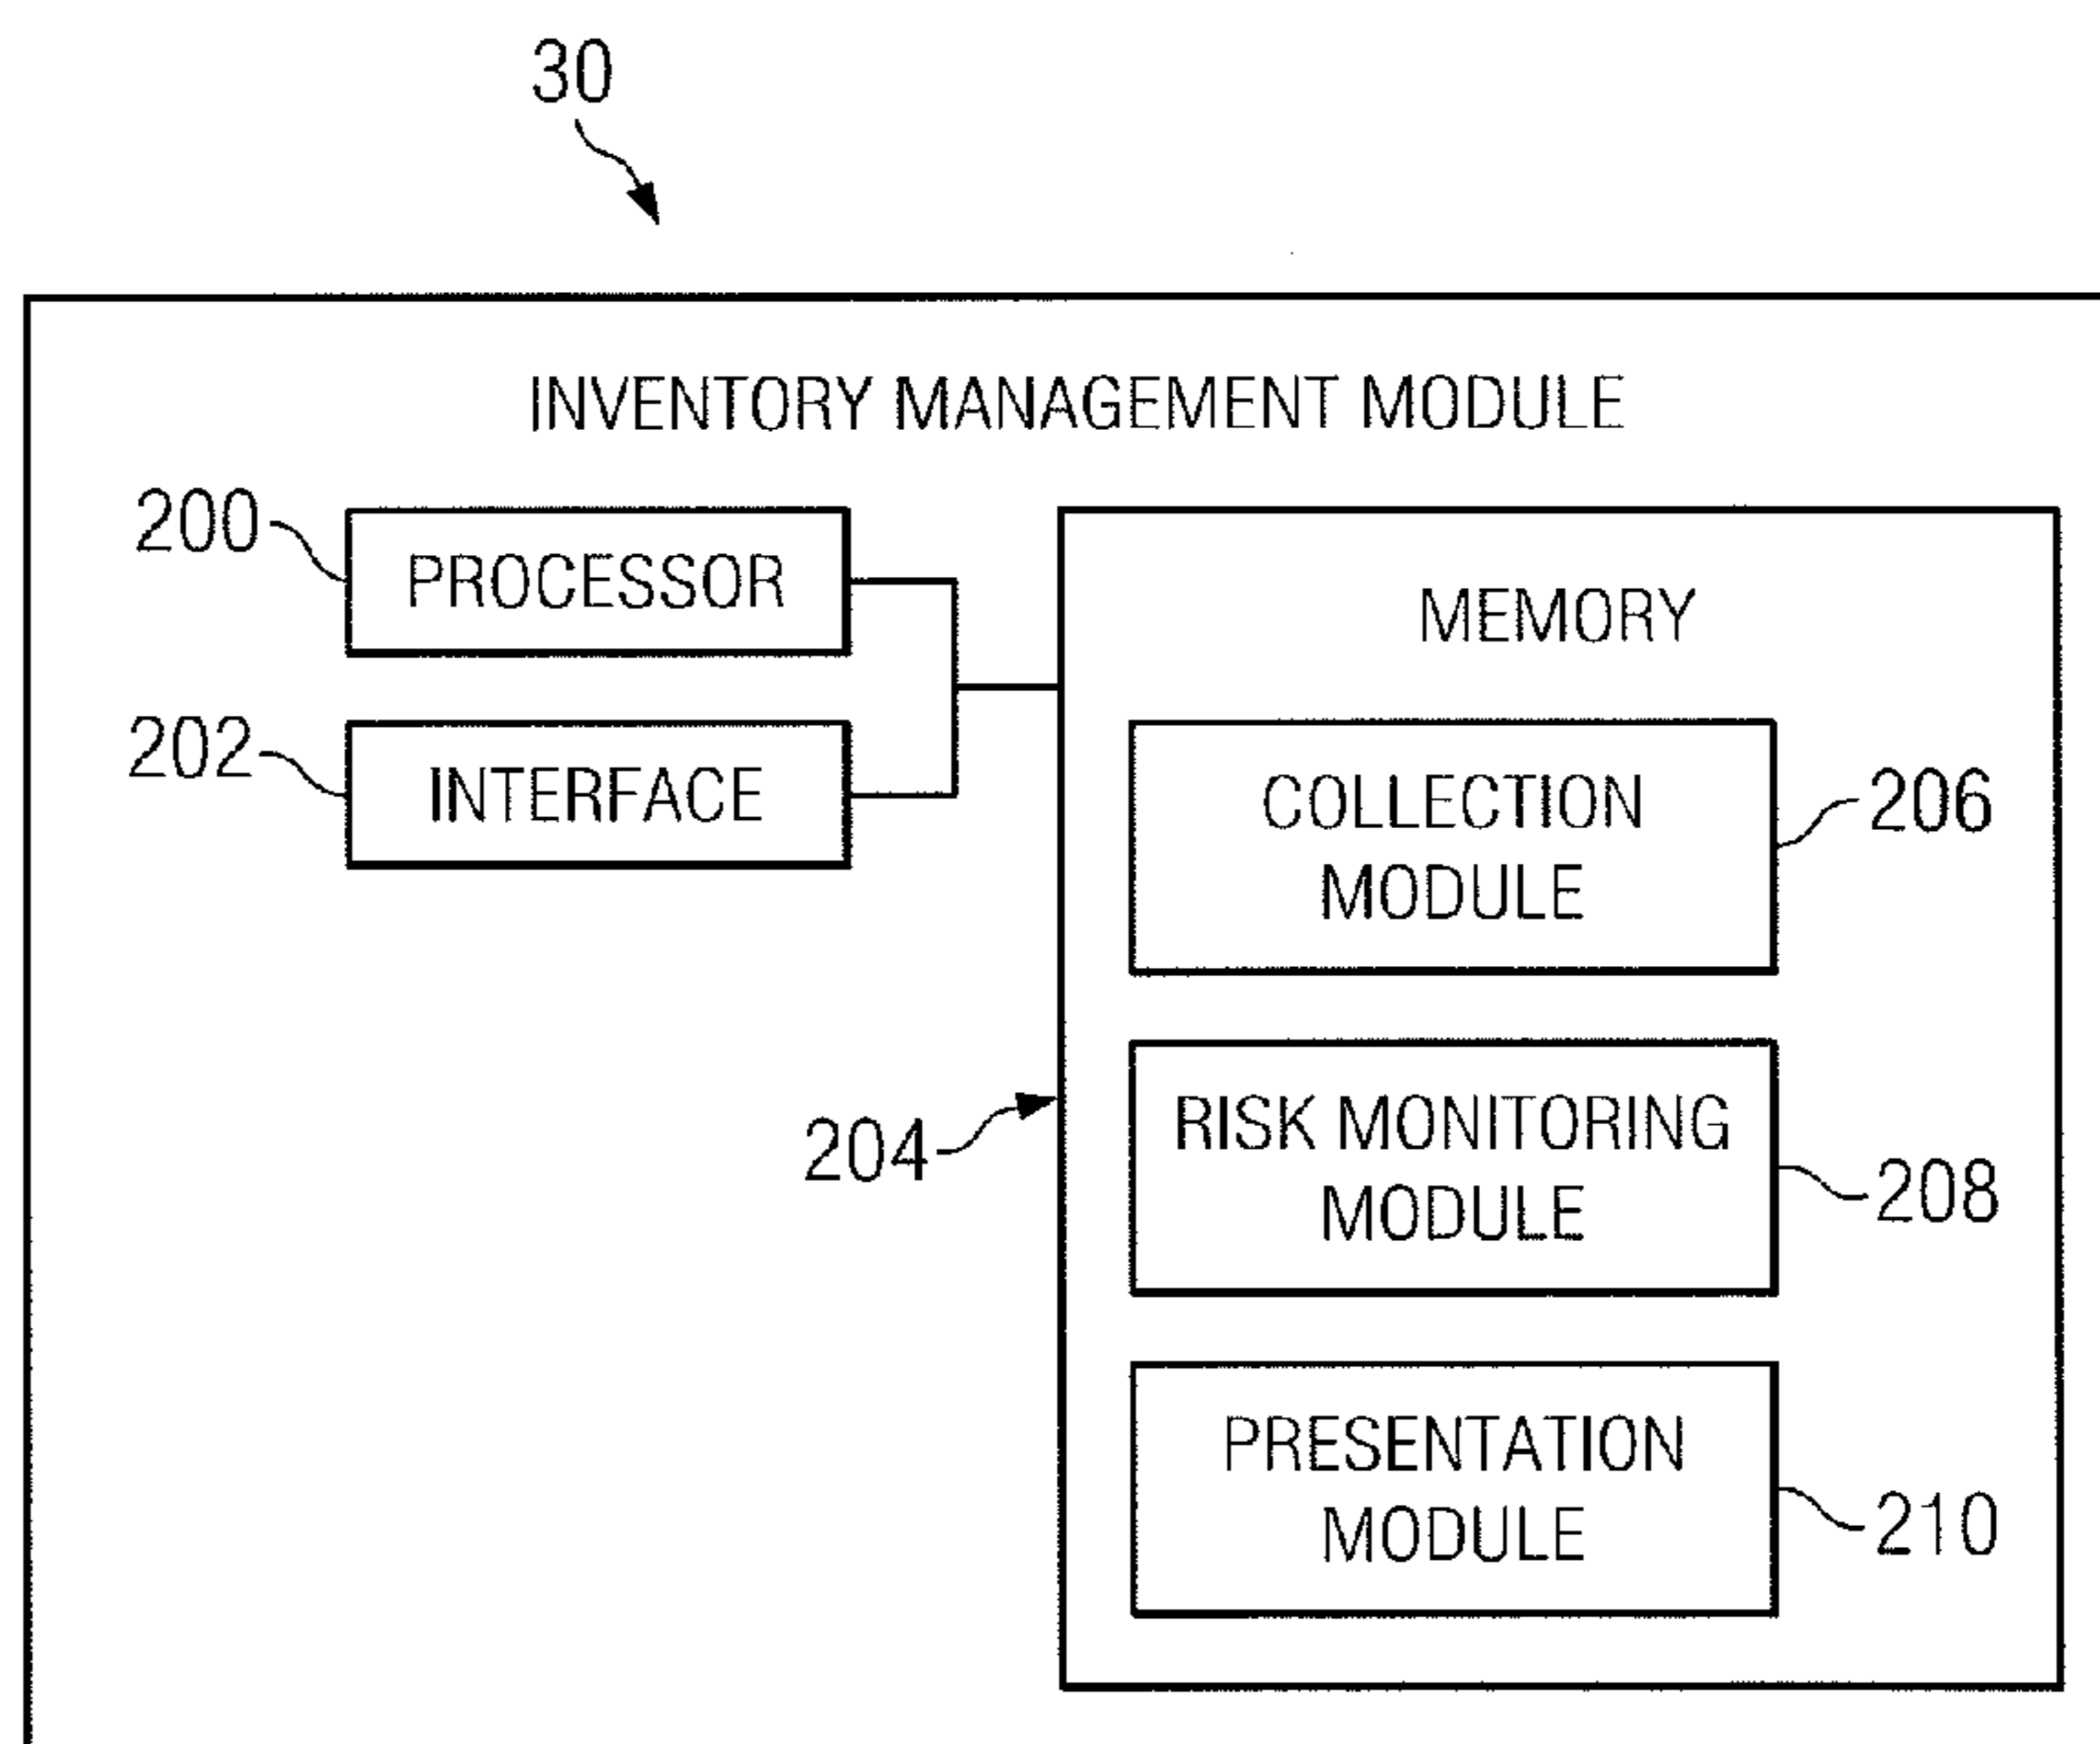 30
INVENTORY MANAGEMENT MODULE
200
PROCESSOR
202
INTERFACE
MEMORY
COLLECTION
MODULE
206
204
RISK MONITORING
MODULE
208
PRESENTATION
MODULE
210